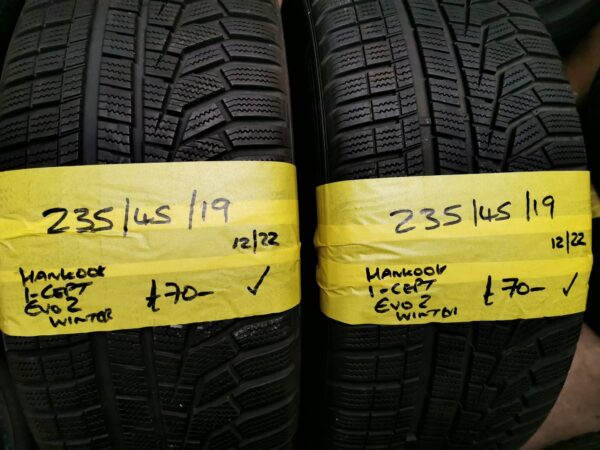 235/45/19
12/22
HANKOOK
I-CEPT
EVO 2
WINTER
£70- ✓
235/45/19
12/22
HANKOOK
I-CEPT
EVO 2
WINTER
£70- ✓